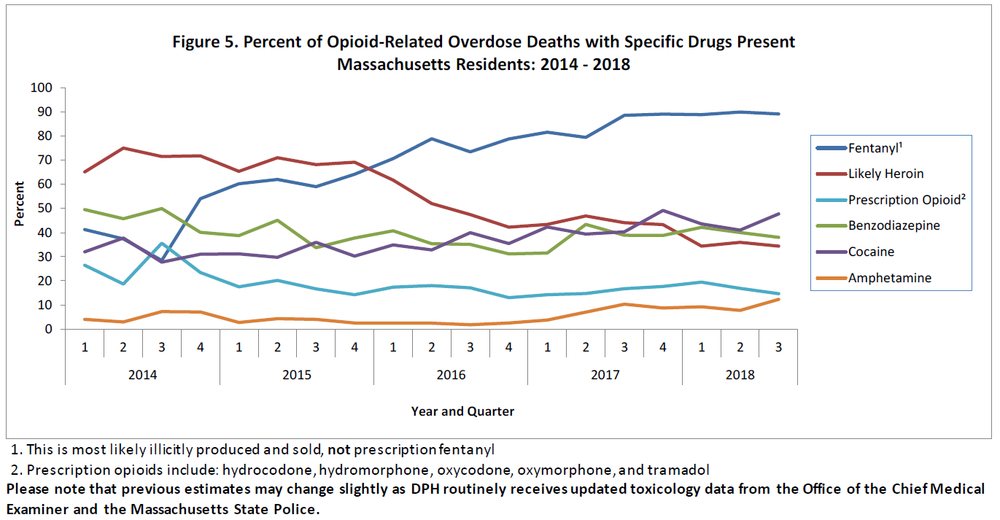 Figure 5. Percent of Opioid-Related Overdose Deaths with Specific Drugs Present
Massachusetts Residents: 2014 - 2018
100
90
80
70
60
50
40
30
20
10
0
Percent
1 2 3 4 1 2 3 4 1 2 3 4 1 2 3 4 1 2 3
2014 2015 2016 2017 2018
Year and Quarter
Fentanyl¹
Likely Heroin
Prescription Opioid²
Benzodiazepine
Cocaine
Amphetamine
1. This is most likely illicitly produced and sold, not prescription fentanyl
2. Prescription opioids include: hydrocodone, hydromorphone, oxycodone, oxymorphone, and tramadol
Please note that previous estimates may change slightly as DPH routinely receives updated toxicology data from the Office of the Chief Medical
Examiner and the Massachusetts State Police.